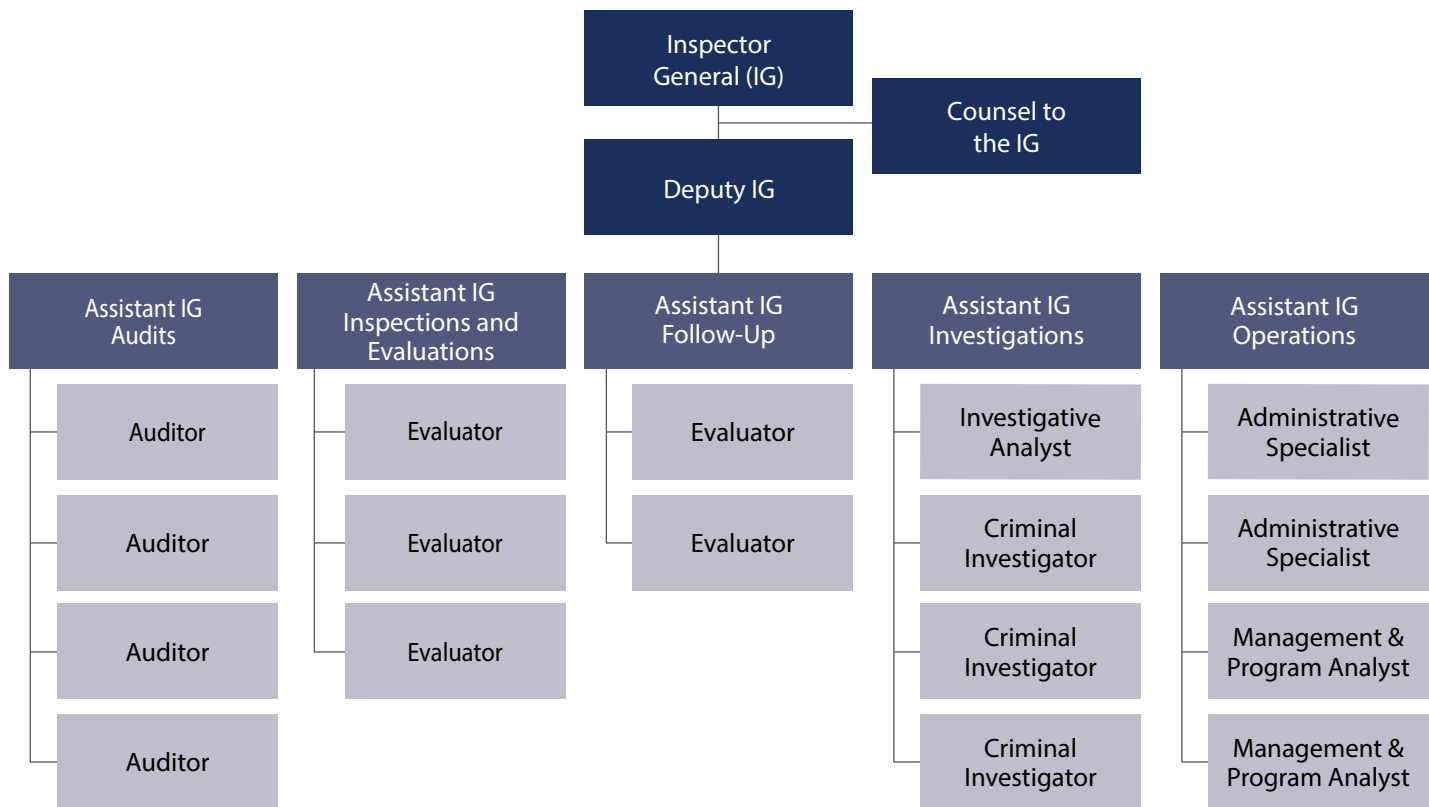 Inspector
General (IG)
Counsel to
the IG
Deputy IG
Assistant IG
Audits
Auditor
Auditor
Auditor
Auditor
Assistant IG
Inspections and
Evaluations
Evaluator
Evaluator
Evaluator
Assistant IG
Follow-Up
Evaluator
Evaluator
Assistant IG
Investigations
Investigative
Analyst
Criminal
Investigator
Criminal
Investigator
Criminal
Investigator
Assistant IG
Operations
Administrative
Specialist
Administrative
Specialist
Management &
Program Analyst
Management &
Program Analyst